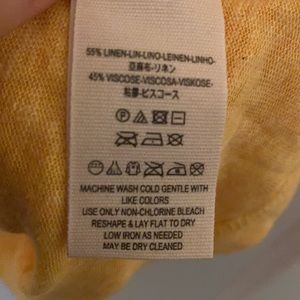 55% LINEN-LIN-LINO-LEINEN-LINHO-
亞麻布-リネン
45% VISCOSE-VISCOSA-VISKOSE-
粘膠-ビスコース
MACHINE WASH COLD GENTLE WITH
LIKE COLORS
USE ONLY NON-CHLORINE BLEACH
RESHAPE & LAY FLAT TO DRY
LOW IRON AS NEEDED
MAY BE DRY CLEANED